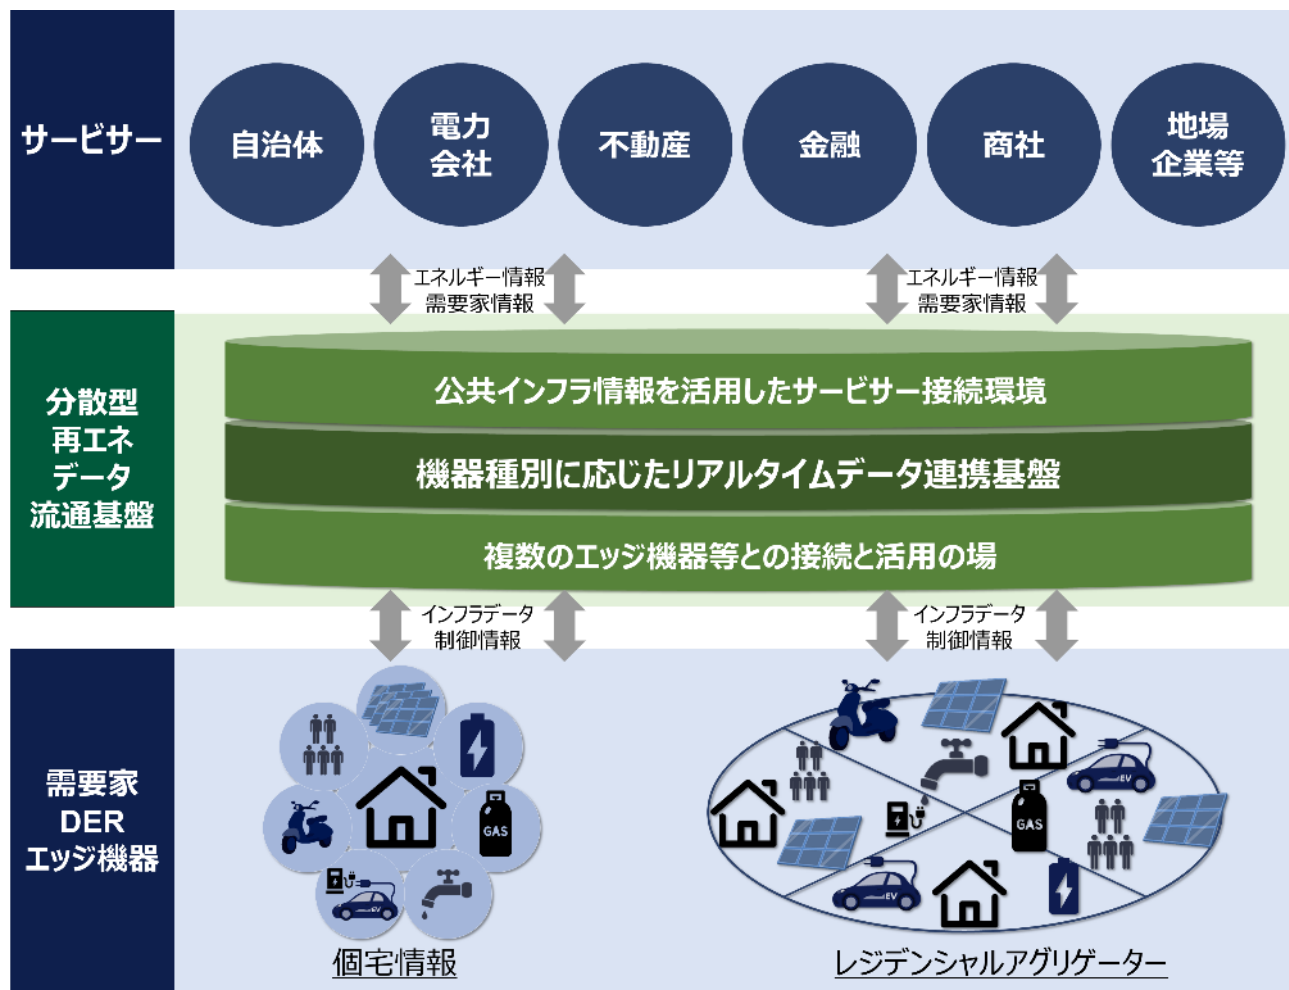 サービサー
自治体
電力
会社
不動産
金融
商社
地場
企業等
エネルギー情報
需要家情報
エネルギー情報
需要家情報
分散型
再エネ
データ
流通基盤
公共インフラ情報を活用したサービサー接続環境
機器種別に応じたリアルタイムデータ連携基盤
複数のエッジ機器等との接続と活用の場
インフラデータ
制御情報
インフラデータ
制御情報
需要家
DER
エッジ機器
GAS
EV
個宅情報
EV
GAS
EV
レジデンシャルアグリゲーター